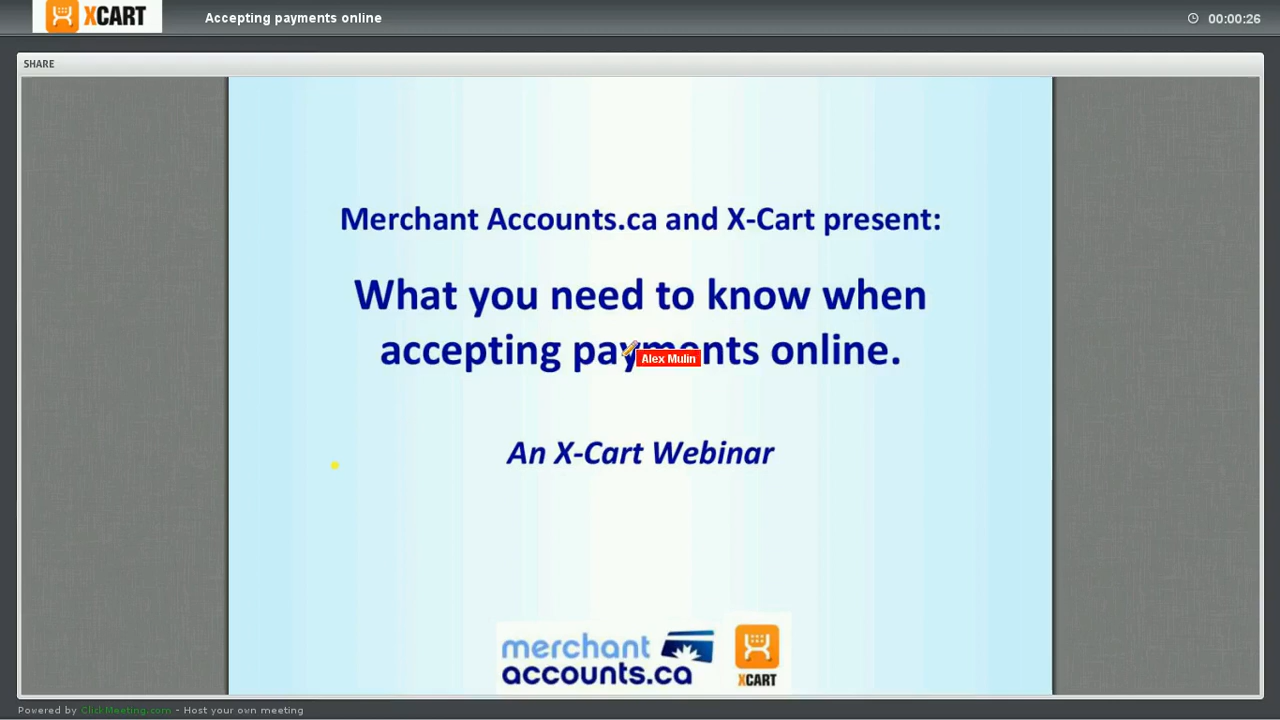 XCART
Accepting payments online
00:00:26
SHARE
Merchant Accounts.ca and X-Cart present:
What you need to know when
accepting payments online.
Alex Mulin
An X-Cart Webinar
merchant
accounts.ca
XCART
Powered by ClickMeeting.com - Host your own meeting